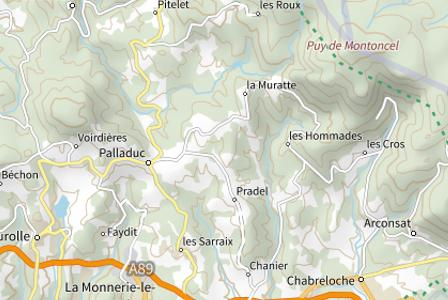 Pitelet
les Roux
Puy de Montoncel
la Muratte
Voirdières
les Hommades
les Cros
Palladuc
Béchon
Pradel
Arconsat
urolle
Faydit
les Sarraix
A89
Chanier
La Monnerie-le-
Chabreloche